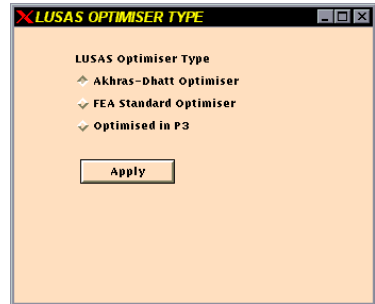 LUSAS OPTIMISER TYPE
LUSAS Optimiser Type
Akhras-Dhatt Optimiser
FEA Standard Optimiser
Optimised in P3
Apply